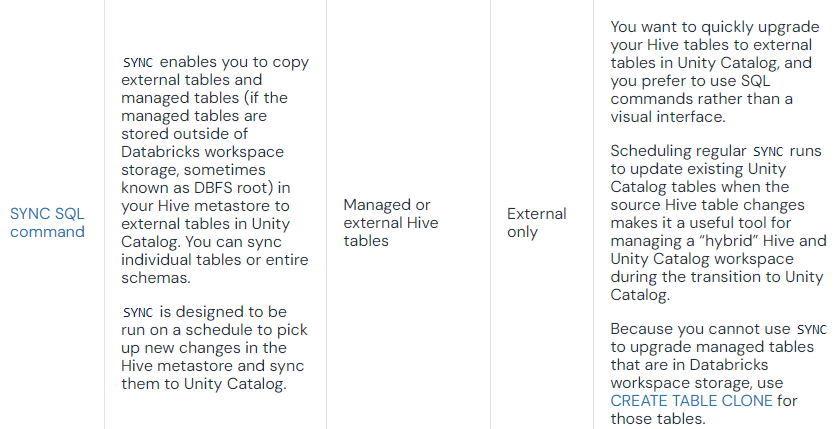 SYNC SQL
command
SYNC enables you to copy
external tables and
managed tables (if the
managed tables are
stored outside of
Databricks workspace
storage, sometimes
known as DBFS root) in
your Hive metastore to
external tables in Unity
Catalog. You can sync
individual tables or entire
schemas.
SYNC is designed to be
run on a schedule to pick
up new changes in the
Hive metastore and sync
them to Unity Catalog.
Managed or
external Hive
tables
External
only
You want to quickly upgrade
your Hive tables to external
tables in Unity Catalog, and
you prefer to use SQL
commands rather than a
visual interface.
Scheduling regular SYNC runs
to update existing Unity
Catalog tables when the
source Hive table changes
makes it a useful tool for
managing a “hybrid” Hive and
Unity Catalog workspace
during the transition to Unity
Catalog.
Because you cannot use SYNC
to upgrade managed tables
that are in Databricks
workspace storage, use
CREATE TABLE CLONE for
those tables.